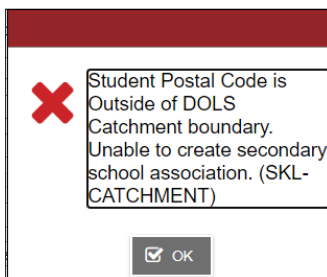 Student Postal Code is
Outside of DOLS
Catchment boundary.
Unable to create secondary
school association. (SKL-
CATCHMENT)
OK